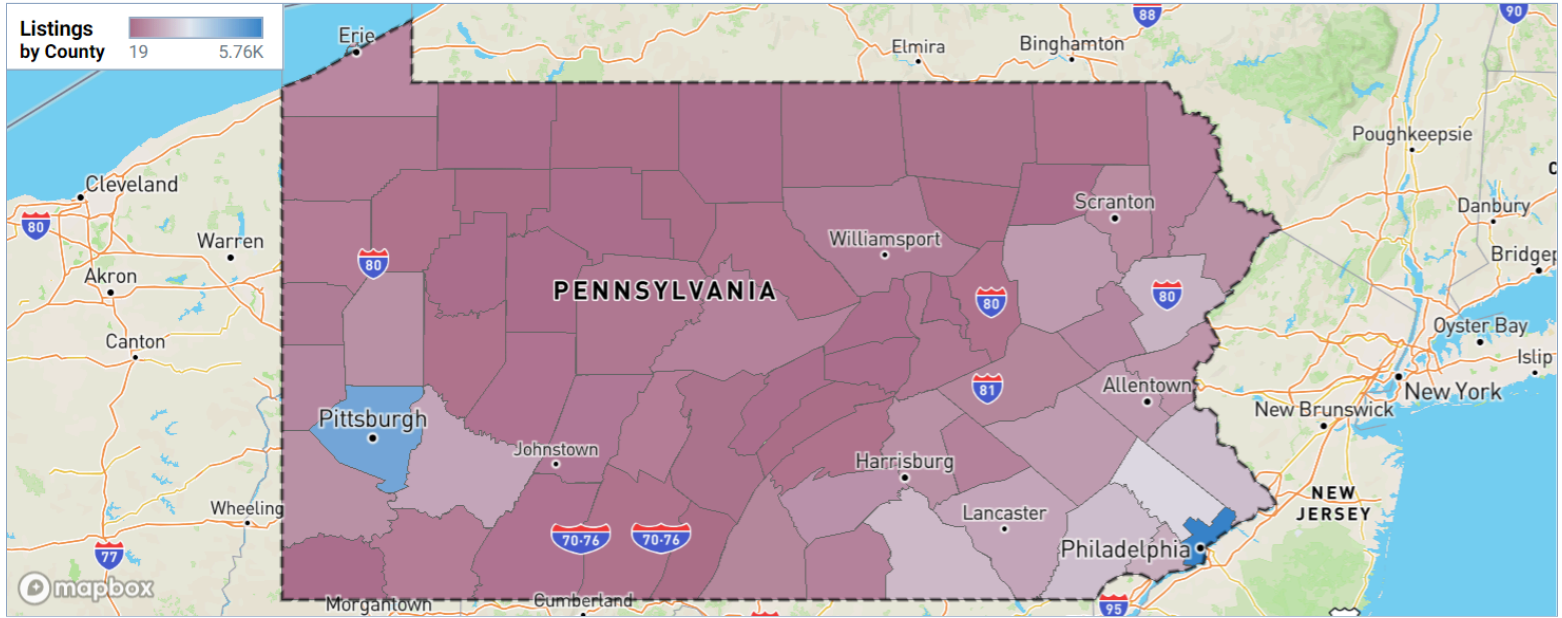 Listings
by County
19 5.76K
Erie
88
90
Elmira
Binghamton
Poughkeepsie
Cleveland
Scranton
Danbury
80
Warren
Williamsport
Akron
80
PENNSYLVANIA
80
80
Bridgep
Canton
Oyster Bay
Islip
Pittsburgh
81
Allentown
New York
New Brunswick
Johnstown
Harrisburg
Wheeling
Lancaster
NEW
JERSEY
77
70-76
70-76
Philadelphia
mapbox
Morgantown
Cumberland
95